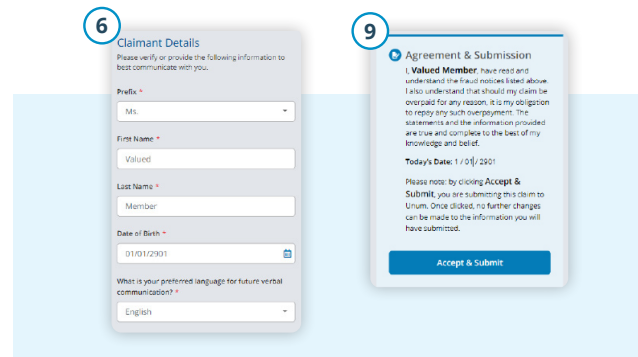 6
Claimant Details
Please verify or provide the following information to
best communicate with you.
Prefix *
Ms.
First Name *
Valued
Last Name *
Member
Date of Birth *
01/01/2901
What is your preferred language for future verbal
communication? *
English
9
Agreement & Submission
I, Valued Member, have read and
understand the fraud notices listed above.
I also understand that should my claim be
overpaid for any reason, it is my obligation
to repay any such overpayment. The
statements and the information provided
are true and complete to the best of my
knowledge and belief.
Today's Date: 1 / 01 / 2901
Please note: by clicking Accept &
Submit, you are submitting this claim to
Unum. Once clicked, no further changes
can be made to the information you will
have submitted.
Accept & Submit